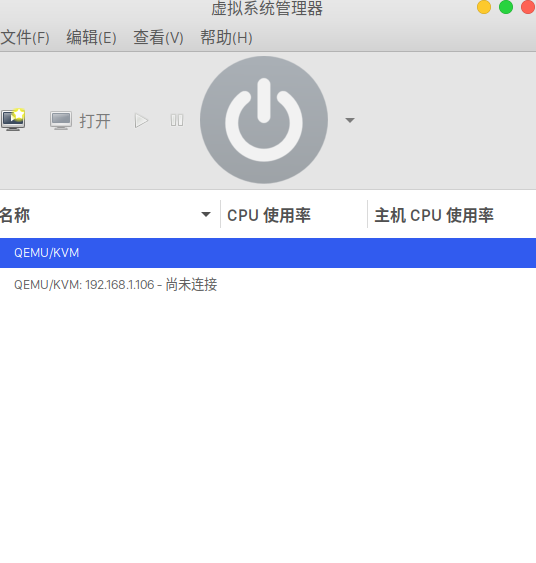 虚拟系统管理器
文件(F) 编辑(E) 查看(V) 帮助(H)
打开
名称 CPU 使用率 主机 CPU 使用率
QEMU/KVM
QEMU/KVM: 192.168.1.106 - 尚未连接